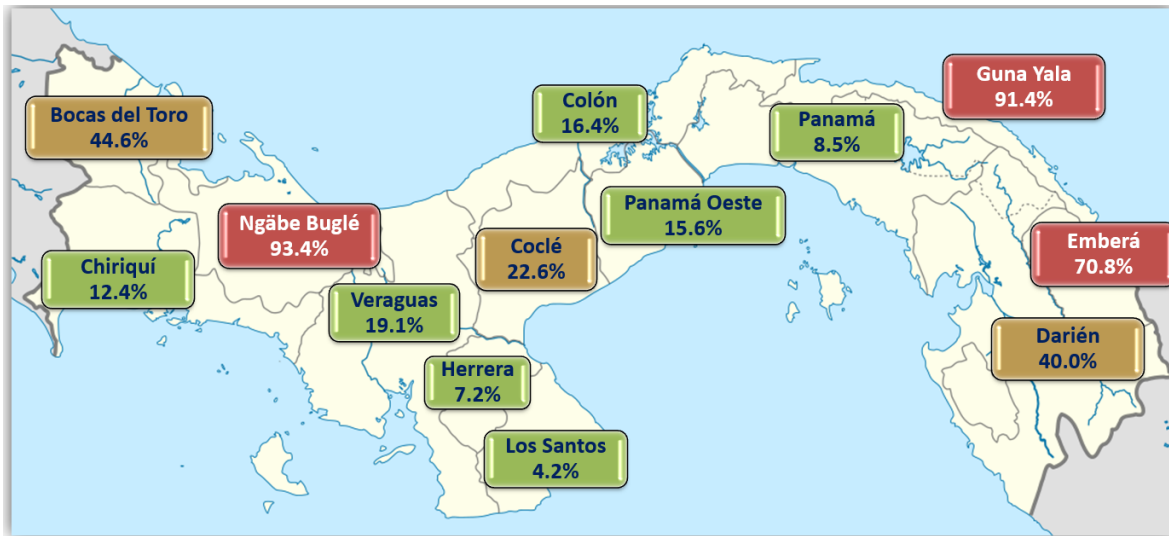 Guna Yala
91.4%
Bocas del Toro
44.6%
Colón
16.4%
Panamá
8.5%
Panamá Oeste
15.6%
Ngäbe Buglé
93.4%
Coclé
22.6%
Emberá
70.8%
Chiriquí
12.4%
Veraguas
19.1%
Darién
40.0%
Herrera
7.2%
Los Santos
4.2%